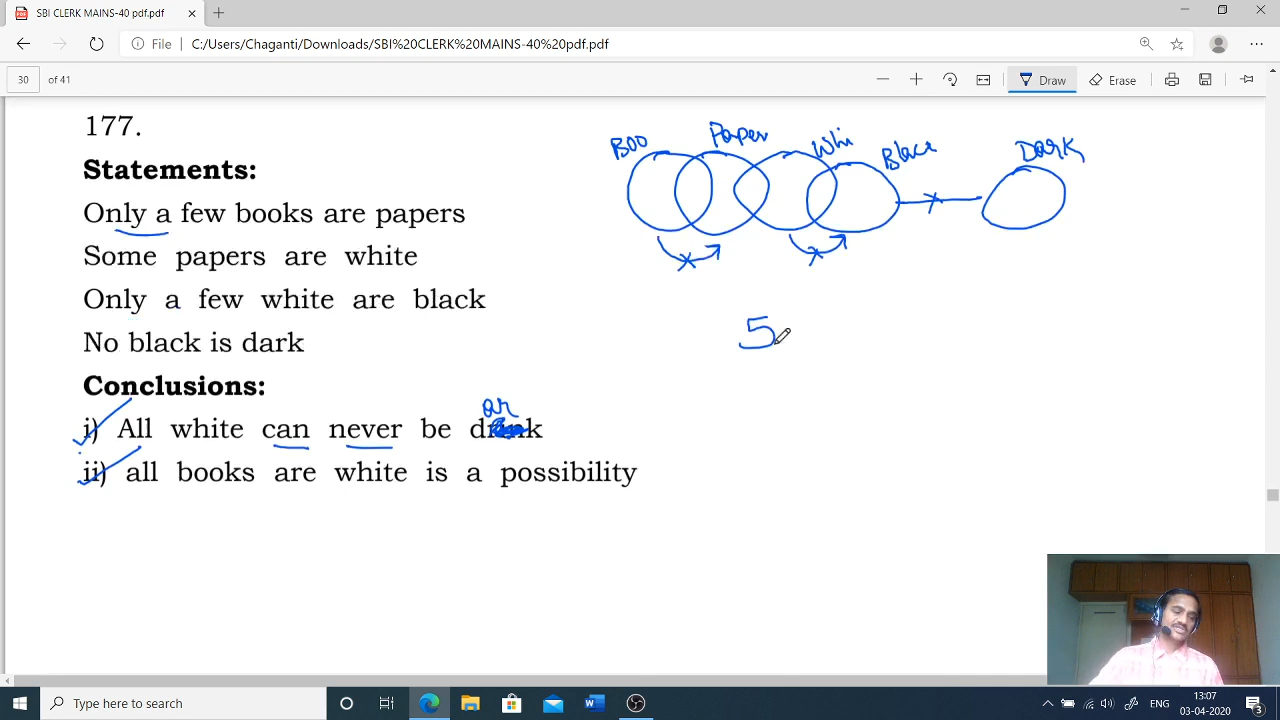 SBI CLERK MAINS-40 pdf.pdf
File C:/Users/Chaganti/Downloads/SBI%20CLERK%20MAINS-40%20pdf.pdf
30 of 41
Draw Erase
177.
Statements:
Only a few books are papers
Some papers are white
Only a few white are black
No black is dark
Conclusions:
i) All white can never be d k
ar
ii) all books are white is a possibility
Boo Paper Whi Black Dark
5
Type here to search
ENG
13:07
03-04-2020
3